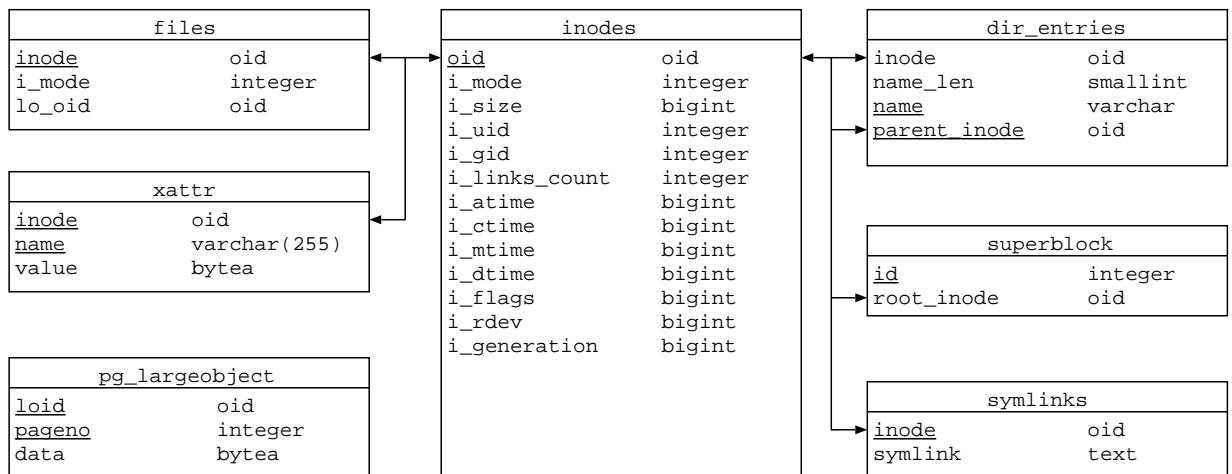 files
inode oid
i_mode integer
lo_oid oid
xattr
inode oid
name varchar(255)
value bytea
pg_largeobject
loid oid
pageno integer
data bytea
inodes
oid oid
i_mode integer
i_size bigint
i_uid integer
i_gid integer
i_links_count integer
i_atime bigint
i_ctime bigint
i_mtime bigint
i_dtime bigint
i_flags bigint
i_rdev bigint
i_generation bigint
dir_entries
inode oid
name_len smallint
name varchar
parent_inode oid
superblock
id integer
root_inode oid
symlinks
inode oid
symlink text